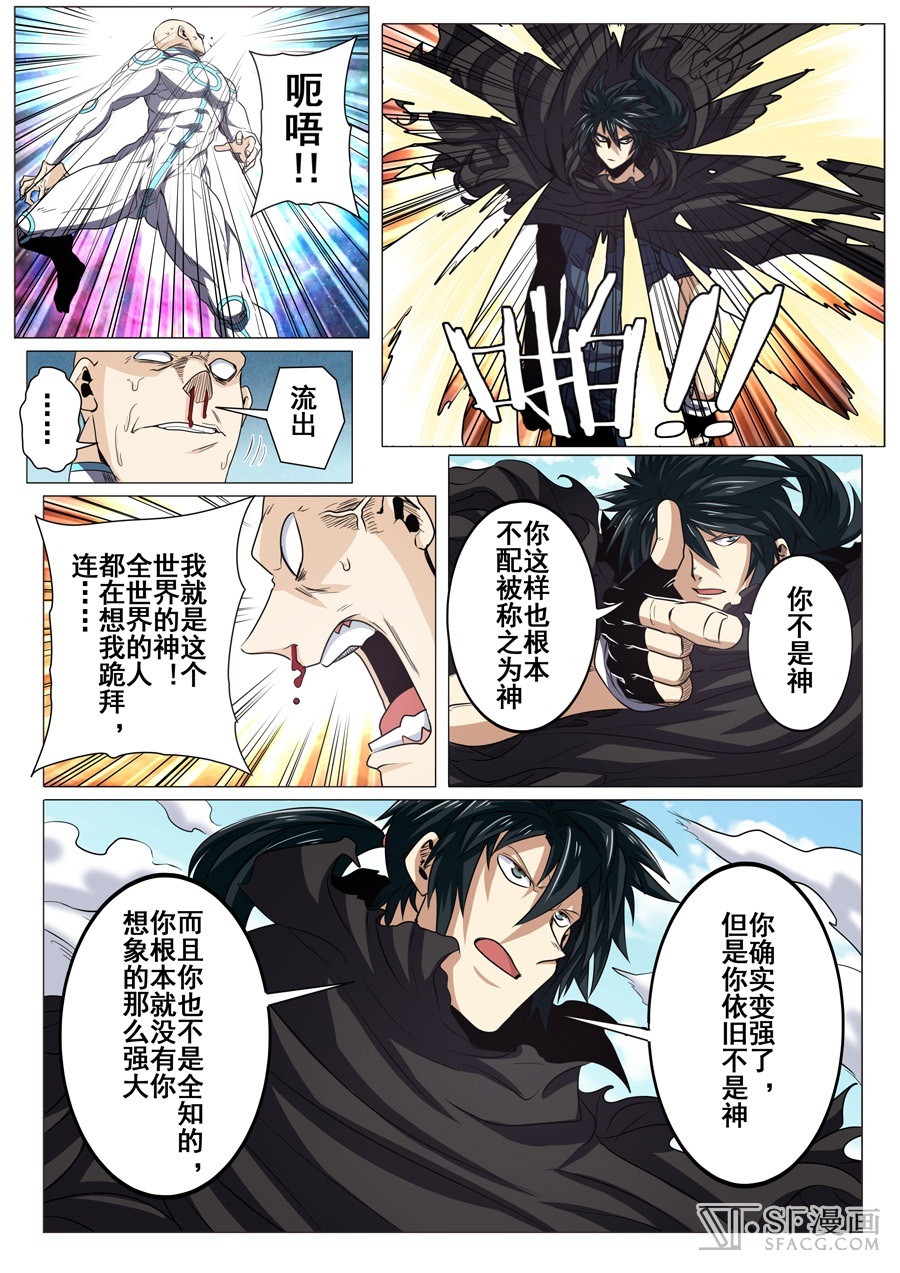 呃唔!!
流出
……
你不是神
你这样也根本
不配被称之为神
我就是这个
世界的神!
全世界的人
都在想我跪拜,
连……
你确实变强了,
但是你依旧不是神
而且你也不是全知的,
你根本就没有你
想象的那么强大
SF漫画
SFACG.COM